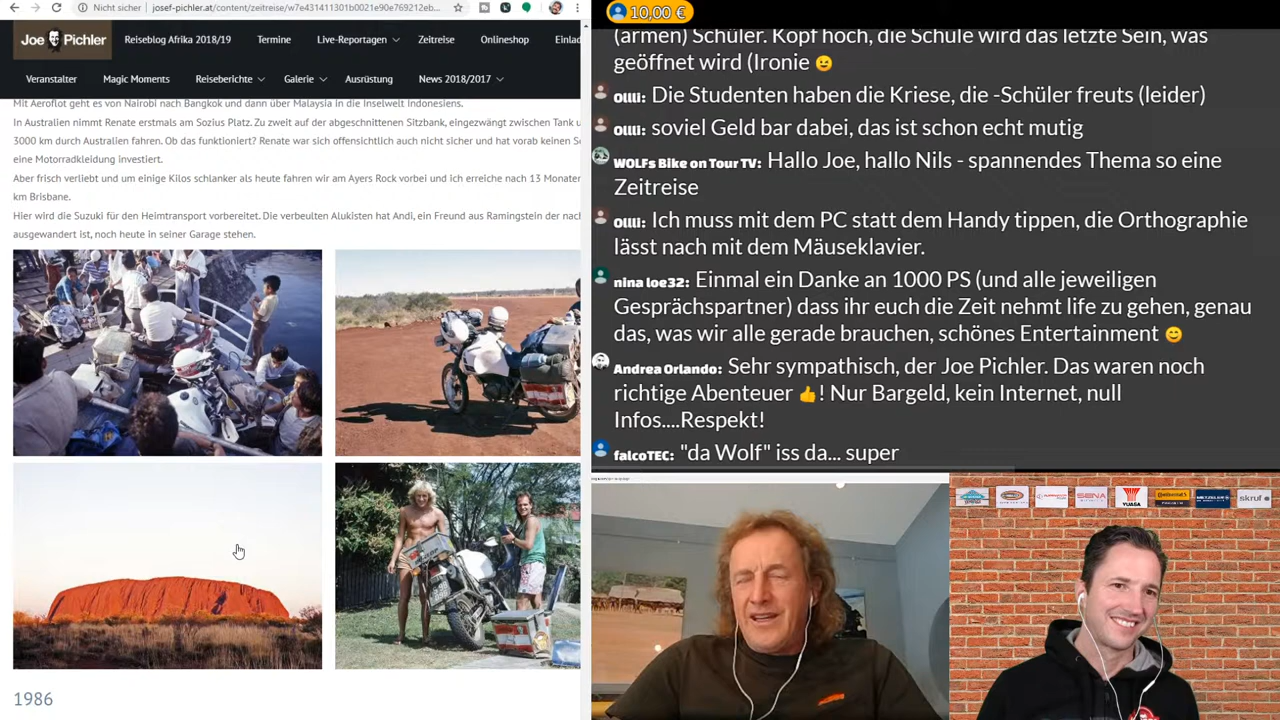 Nicht sicher
josef-pichler.at/content/zeitreise/w7e431411301b0021e90e769212eb...
Joe Pichler
Reiseblog Afrika 2018/19
Termine
Live-Reportagen
Zeitreise
Onlineshop
Einlad
Veranstalter
Magic Moments
Reiseberichte
Galerie
Ausrüstung
News 2018/2017
Mit Aeroflot geht es von Nairobi nach Bangkok und dann über Malaysia in die Inselwelt Indonesiens.
In Australien nimmt Renate erstmals am Sozius Platz. Zu zweit auf der abgeschnittenen Sitzbank, eingezwängt zwischen Tank u
3000 km durch Australien fahren. Ob das funktioniert? Renate war sich offensichtlich auch nicht sicher und hat vorab keinen Sc
eine Motorradkleidung investiert.
Aber frisch verliebt und um einige Kilos schlanker als heute fahren wir am Ayers Rock vorbei und ich erreiche nach 13 Monaten
km Brisbane.
Hier wird die Suzuki für den Heimtransport vorbereitet. Die verbeulten Alukisten hat Andi, ein Freund aus Ramingstein der nach
ausgewandert ist, noch heute in seiner Garage stehen.
1986
10,00 €
(armen) Schüler. Kopf hoch, die Schule wird das letzte Sein, was
geöffnet wird (Ironie 😉
Ollli: Die Studenten haben die Kriese, die -Schüler freuts (leider)
Ollli: soviel Geld bar dabei, das ist schon echt mutig
WOLFs Bike on Tour TV: Hallo Joe, hallo Nils - spannendes Thema so eine
Zeitreise
Ollli: Ich muss mit dem PC statt dem Handy tippen, die Orthographie
lässt nach mit dem Mäuseklavier.
nina loe32: Einmal ein Danke an 1000 PS (und alle jeweiligen
Gesprächspartner) dass ihr euch die Zeit nehmt life zu gehen, genau
das, was wir alle gerade brauchen, schönes Entertainment 😊
Andrea Orlando: Sehr sympathisch, der Joe Pichler. Das waren noch
richtige Abenteuer 👍! Nur Bargeld, kein Internet, null
Infos....Respekt!
falcoTEC: "da Wolf" iss da... super
SENA
YUASA
skruf